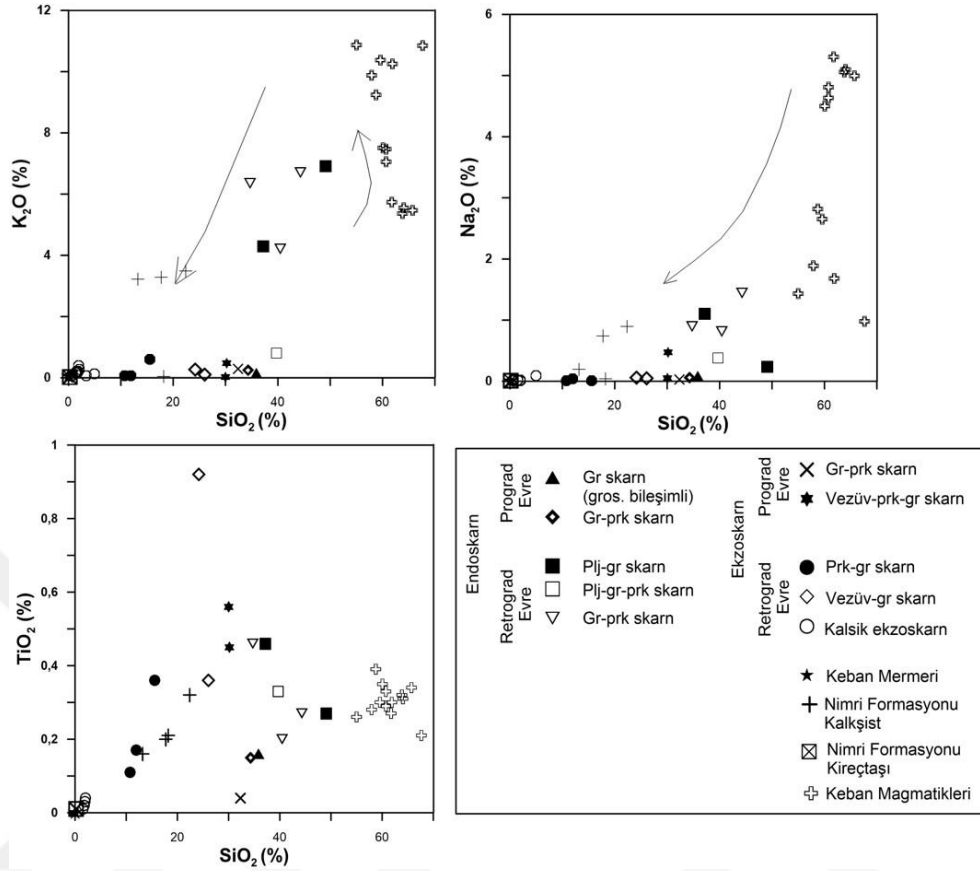 12
8
4
0
K2O (%)
0 20 40 60
SiO2 (%)
6
4
2
0
Na2O (%)
0 20 40 60
SiO2 (%)
1
0,8
0,6
0,4
0,2
0
TiO2 (%)
0 20 40 60
SiO2 (%)
Endoskarn
Prograd
Evre
Gr skarn
(gros. bileşimli)
Gr-prk skarn
Retrograd
Evre
Plj-gr skarn
Plj-gr-prk skarn
Gr-prk skarn
Ekzoskarn
Prograd
Evre
Gr-prk skarn
Vezüv-prk-gr skarn
Retrograd
Evre
Prk-gr skarn
Vezüv-gr skarn
Kalsik ekzoskarn
Keban Mermeri
Nimri Formasyonu
Kalkşist
Nimri Formasyonu
Kireçtaşı
Keban Magmatikleri